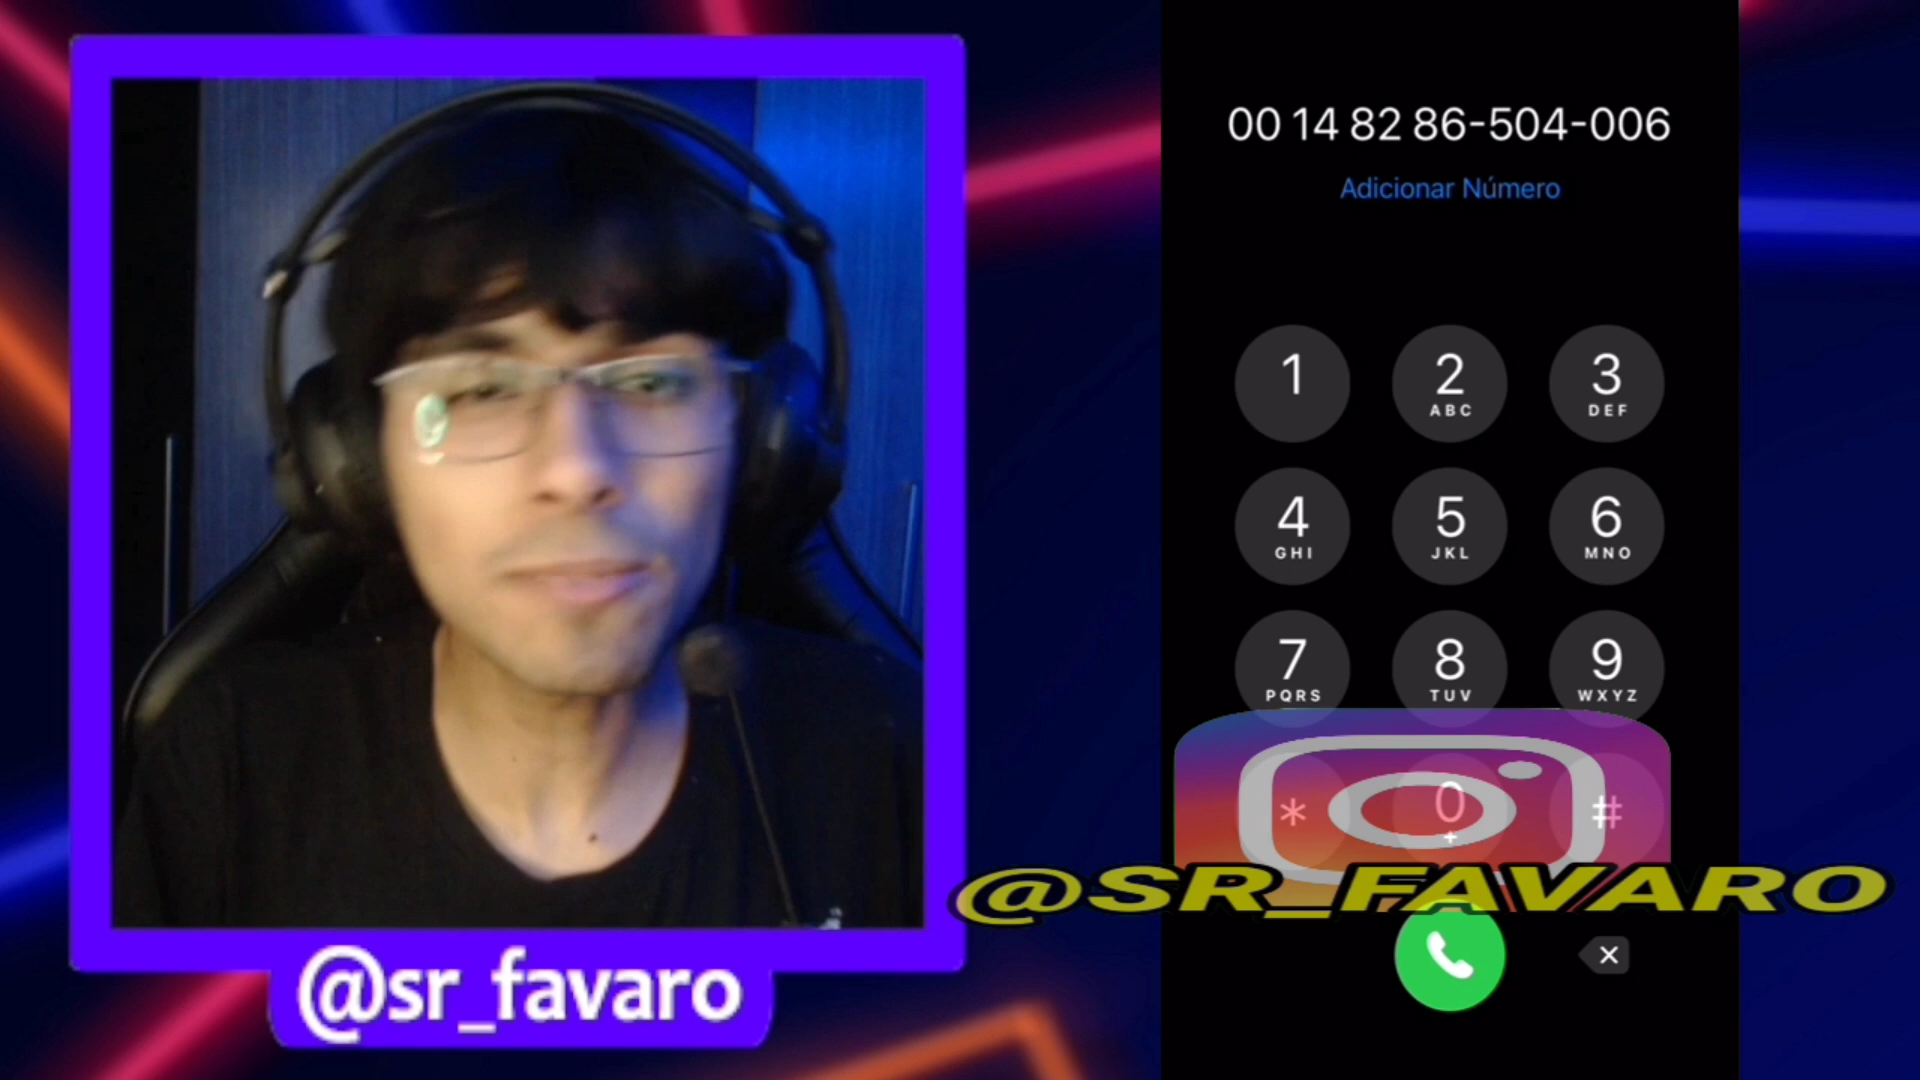 00 14 82 86-504-006
Adicionar Número
1
2
ABC
3
DEF
4
GHI
5
JKL
6
MNO
7
PQRS
8
TUV
9
WXYZ
*
0
+
#
@SR_FAVARO
@sr_favaro